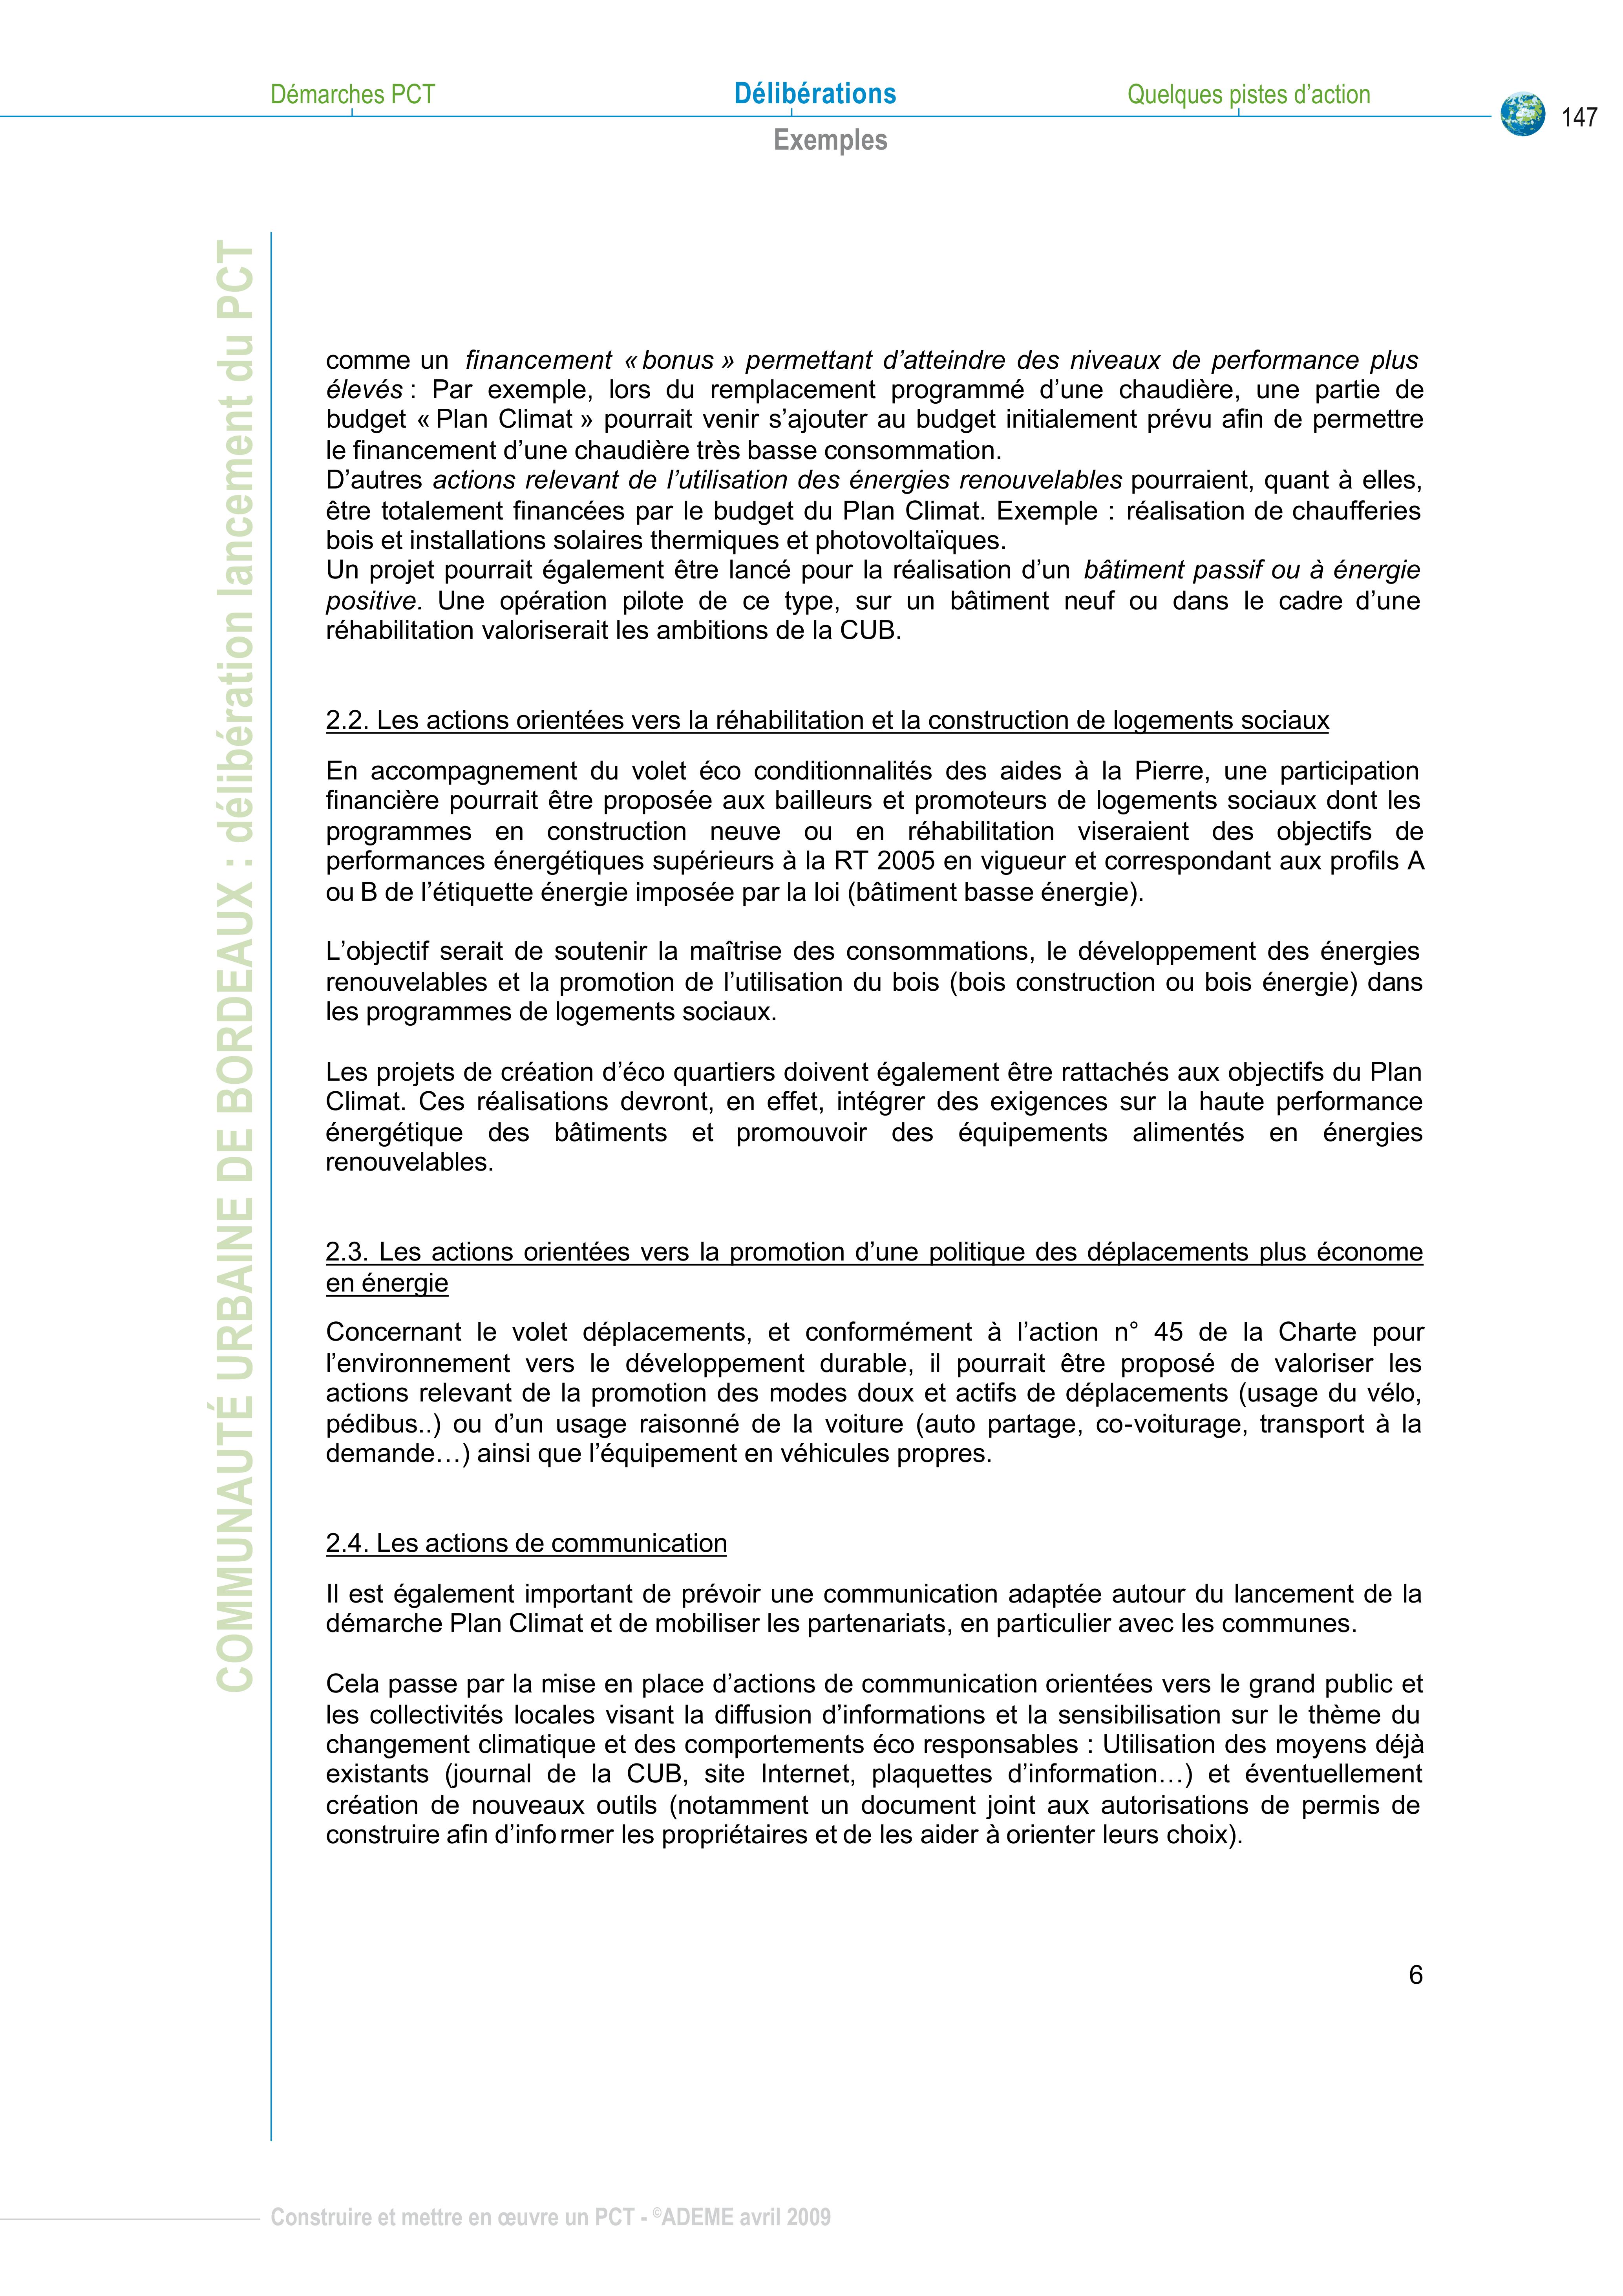 Démarches PCT
Délibérations
Quelques pistes d’action
147
Exemples
COMMUNAUTÉ URBAINE DE BORDEAUX : délibération lancement du PCT
comme un financement « bonus » permettant d’atteindre des niveaux de performance plus
élevés : Par exemple, lors du remplacement programmé d’une chaudière, une partie de
budget « Plan Climat » pourrait venir s’ajouter au budget initialement prévu afin de permettre
le financement d’une chaudière très basse consommation.
D’autres actions relevant de l’utilisation des énergies renouvelables pourraient, quant à elles,
être totalement financées par le budget du Plan Climat. Exemple : réalisation de chaufferies
bois et installations solaires thermiques et photovoltaïques.
Un projet pourrait également être lancé pour la réalisation d’un bâtiment passif ou à énergie
positive. Une opération pilote de ce type, sur un bâtiment neuf ou dans le cadre d’une
réhabilitation valoriserait les ambitions de la CUB.
2.2. Les actions orientées vers la réhabilitation et la construction de logements sociaux
En accompagnement du volet éco conditionnalités des aides à la Pierre, une participation
financière pourrait être proposée aux bailleurs et promoteurs de logements sociaux dont les
programmes en construction neuve ou en réhabilitation viseraient des objectifs de
performances énergétiques supérieurs à la RT 2005 en vigueur et correspondant aux profils A
ou B de l’étiquette énergie imposée par la loi (bâtiment basse énergie).
L’objectif serait de soutenir la maîtrise des consommations, le développement des énergies
renouvelables et la promotion de l’utilisation du bois (bois construction ou bois énergie) dans
les programmes de logements sociaux.
Les projets de création d’éco quartiers doivent également être rattachés aux objectifs du Plan
Climat. Ces réalisations devront, en effet, intégrer des exigences sur la haute performance
énergétique des bâtiments et promouvoir des équipements alimentés en énergies
renouvelables.
2.3. Les actions orientées vers la promotion d’une politique des déplacements plus économe
en énergie
Concernant le volet déplacements, et conformément à l’action n° 45 de la Charte pour
l’environnement vers le développement durable, il pourrait être proposé de valoriser les
actions relevant de la promotion des modes doux et actifs de déplacements (usage du vélo,
pédibus..) ou d’un usage raisonné de la voiture (auto partage, co-voiturage, transport à la
demande…) ainsi que l’équipement en véhicules propres.
2.4. Les actions de communication
Il est également important de prévoir une communication adaptée autour du lancement de la
démarche Plan Climat et de mobiliser les partenariats, en particulier avec les communes.
Cela passe par la mise en place d’actions de communication orientées vers le grand public et
les collectivités locales visant la diffusion d’informations et la sensibilisation sur le thème du
changement climatique et des comportements éco responsables : Utilisation des moyens déjà
existants (journal de la CUB, site Internet, plaquettes d’information…) et éventuellement
création de nouveaux outils (notamment un document joint aux autorisations de permis de
construire afin d’informer les propriétaires et de les aider à orienter leurs choix).
6
Construire et mettre en œuvre un PCT - ©ADEME avril 2009